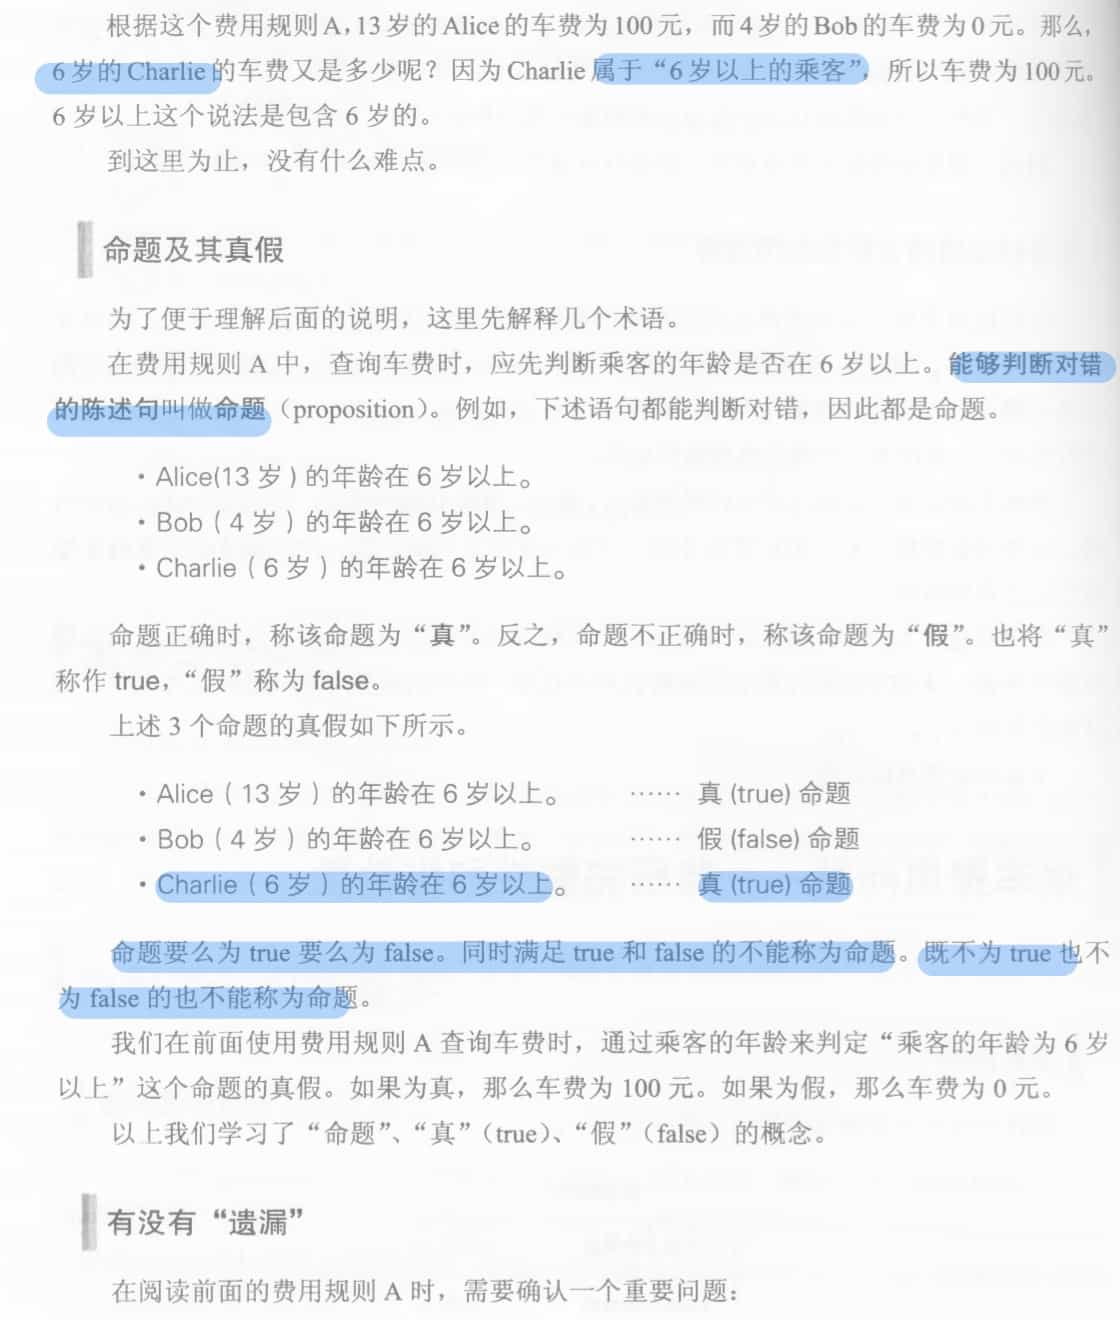 根据这个费用规则 A，13 岁的 Alice 的车费为 100 元，而 4 岁的 Bob 的车费为 0 元。那么，
6 岁的 Charlie 的车费又是多少呢？因为 Charlie 属于“6 岁以上的乘客”，所以车费为 100 元。
6 岁以上这个说法是包含 6 岁的。
到这里为止，没有什么难点。
命题及其真假
为了便于理解后面的说明，这里先解释几个术语。
在费用规则 A 中，查询车费时，应先判断乘客的年龄是否在 6 岁以上。能够判断对错
的陈述句叫做命题（proposition）。例如，下述语句都能判断对错，因此都是命题。
・Alice(13 岁 ) 的年龄在 6 岁以上。
・Bob（ 4 岁 ）的年龄在 6 岁以上。
・Charlie（ 6 岁 ）的年龄在 6 岁以上。
命题正确时，称该命题为“真”。反之，命题不正确时，称该命题为“假”。也将“真”
称作 true，“假”称为 false。
上述 3 个命题的真假如下所示。
・Alice（ 13 岁 ）的年龄在 6 岁以上。 …… 真 (true) 命题
・Bob（ 4 岁 ）的年龄在 6 岁以上。 …… 假 (false) 命题
・Charlie（ 6 岁 ）的年龄在 6 岁以上。 …… 真 (true) 命题
命题要么为 true 要么为 false。同时满足 true 和 false 的不能称为命题。既不为 true 也不
为 false 的也不能称为命题。
我们在前面使用费用规则 A 查询车费时，通过乘客的年龄来判定“乘客的年龄为 6 岁
以上”这个命题的真假。如果为真，那么车费为 100 元。如果为假，那么车费为 0 元。
以上我们学习了“命题”、“真”（true）、“假”（false）的概念。
有没有“遗漏”
在阅读前面的费用规则 A 时，需要确认一个重要问题：